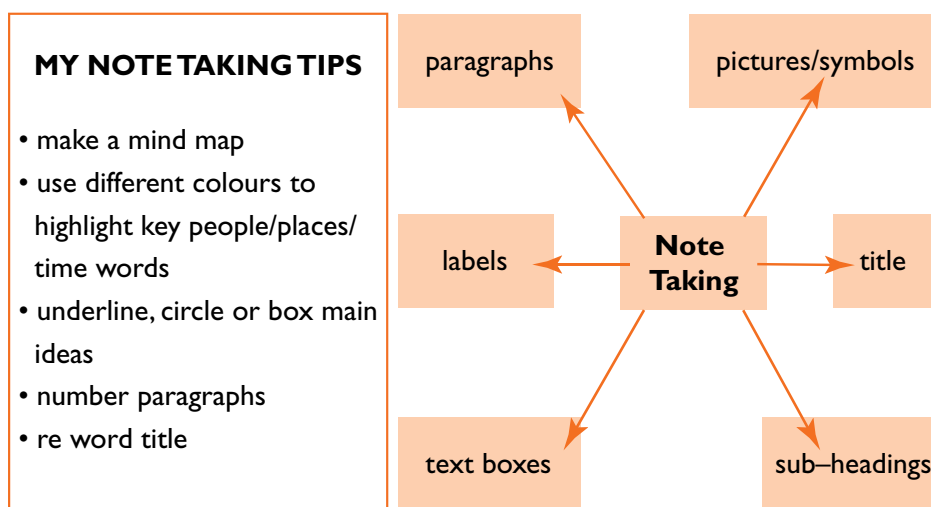 MY NOTE TAKING TIPS
• make a mind map
• use different colours to
highlight key people/places/
time words
• underline, circle or box main
ideas
• number paragraphs
• re word title
paragraphs
pictures/symbols
labels
Note
Taking
title
text boxes
sub–headings